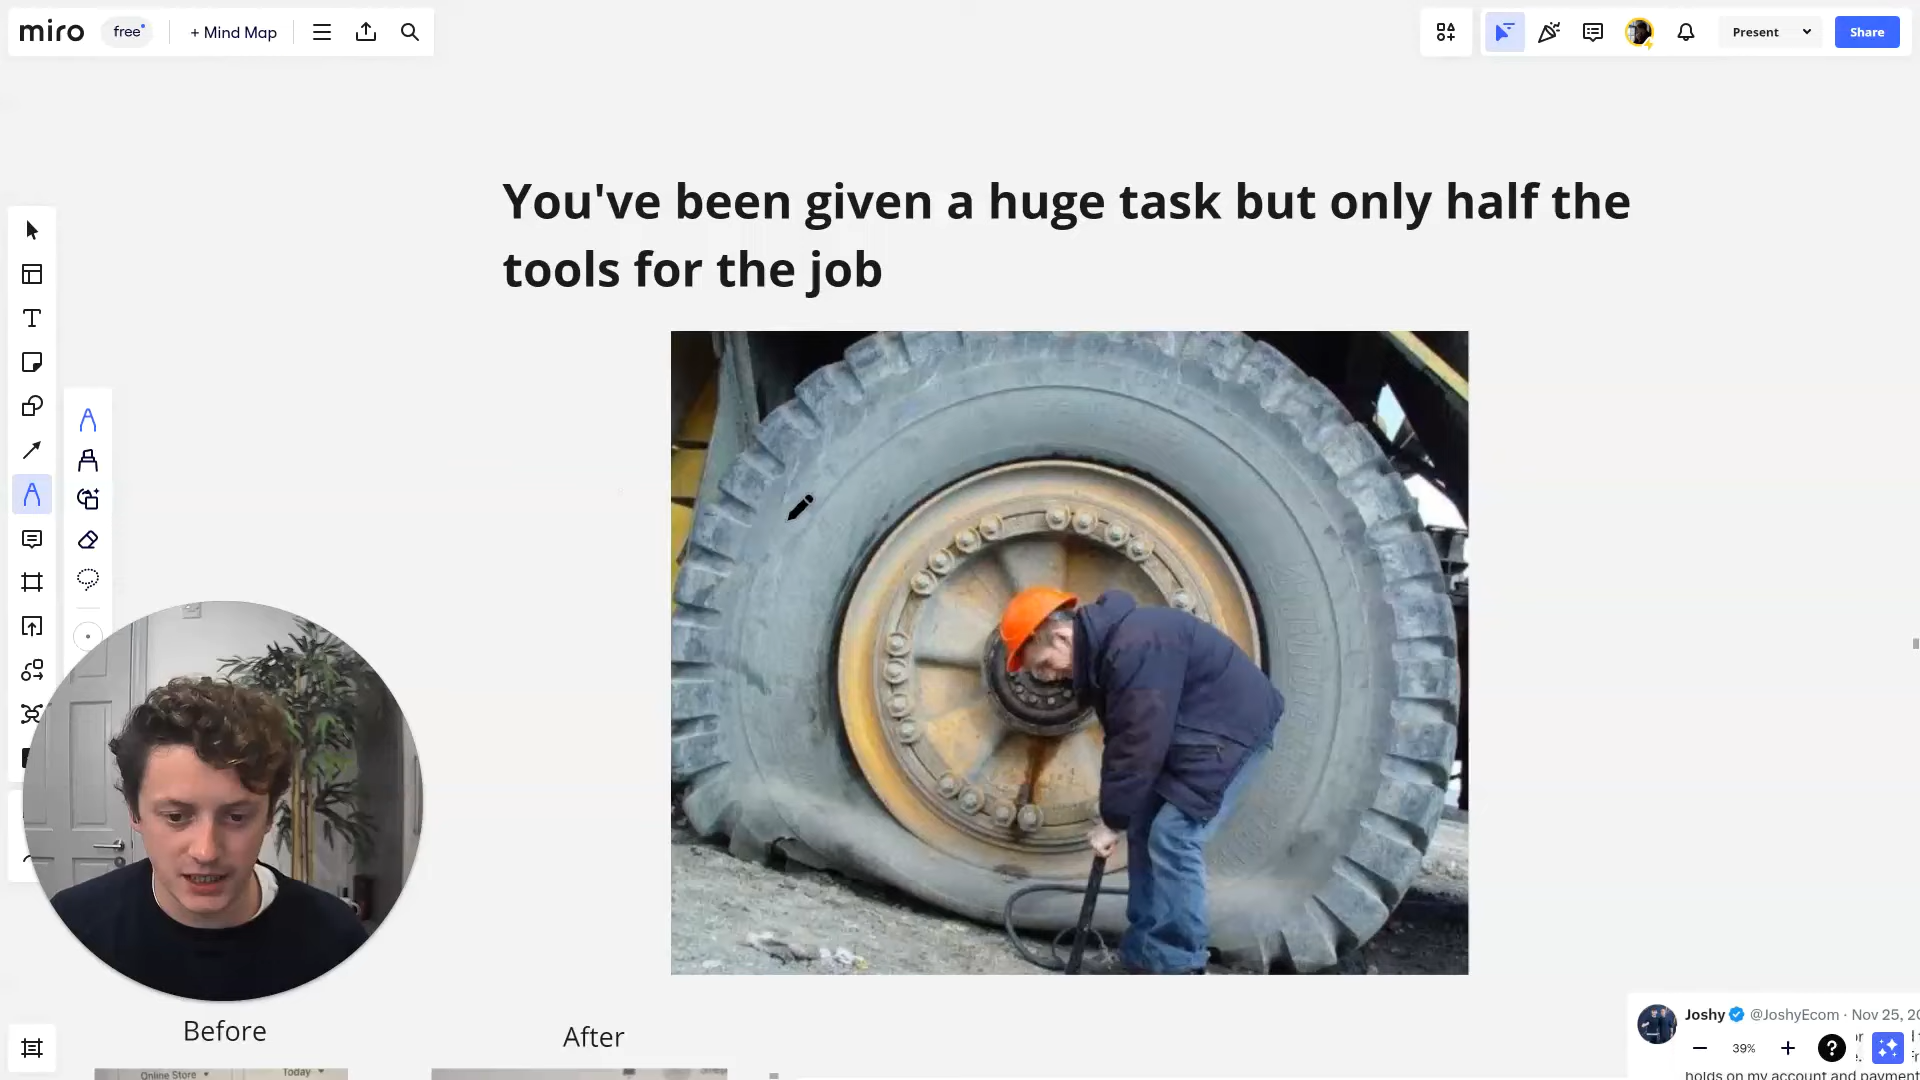 miro
free
+ Mind Map
Present
Share
You've been given a huge task but only half the
tools for the job
Before
After
Online Store
Today
Joshy @JoshyEcom · Nov 25, 20
39%
?
holds on my account and payment